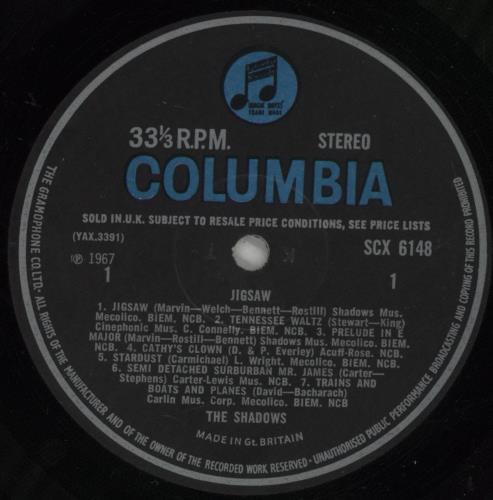 MAGIC NOTES
TRADE MARK
33⅓ R.P.M. STEREO
COLUMBIA
SOLD IN U.K. SUBJECT TO RESALE PRICE CONDITIONS, SEE PRICE LISTS
(YAX.3391) SCX 6148
℗ 1967
1 1
JIGSAW
1. JIGSAW (Marvin—Welch—Bennett—Rostill) Shadows Mus.
Mecolico. BIEM. NCB. 2. TENNESSEE WALTZ (Stewart—King)
Cinephonic Mus. C. Connelly. BIEM. NCB. 3. PRELUDE IN E
MAJOR (Marvin—Rostill—Bennett) Shadows Mus. Mecolico. BIEM.
NCB. 4. CATHY'S CLOWN (D. & P. Everley) Acuff-Rose. NCB.
5. STARDUST (Carmichael) L. Wright. Mecolico. BIEM. NCB.
6. SEMI DETACHED SURBURBAN MR. JAMES (Carter—
Stephens) Carter-Lewis Mus. NCB. 7. TRAINS AND
BOATS AND PLANES (David—Bacharach)
Carlin Mus. Corp. Mecolico. BIEM. NCB
THE SHADOWS
MADE IN GT. BRITAIN
THE GRAMOPHONE CO. LTD. - ALL RIGHTS OF THE MANUFACTURER AND OF THE OWNER OF THE RECORDED WORK RESERVED - UNAUTHORISED PUBLIC PERFORMANCE BROADCASTING AND COPYING OF THIS RECORD PROHIBITED